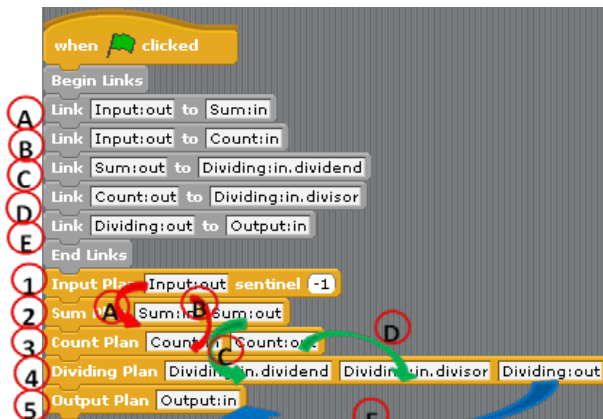 when clicked
Begin Links
A Link Input:out to Sum:in
B Link Input:out to Count:in
C Link Sum:out to Dividing:in.dividend
D Link Count:out to Dividing:in.divisor
E Link Dividing:out to Output:in
End Links
1 Input Plan Input:out sentinel -1
2 Sum A Sum:in B Sum:out
3 Count Plan Count:in C Count:out D
4 Dividing Plan Dividing:in.dividend Dividing:in.divisor Dividing:out
5 Output Plan Output:in